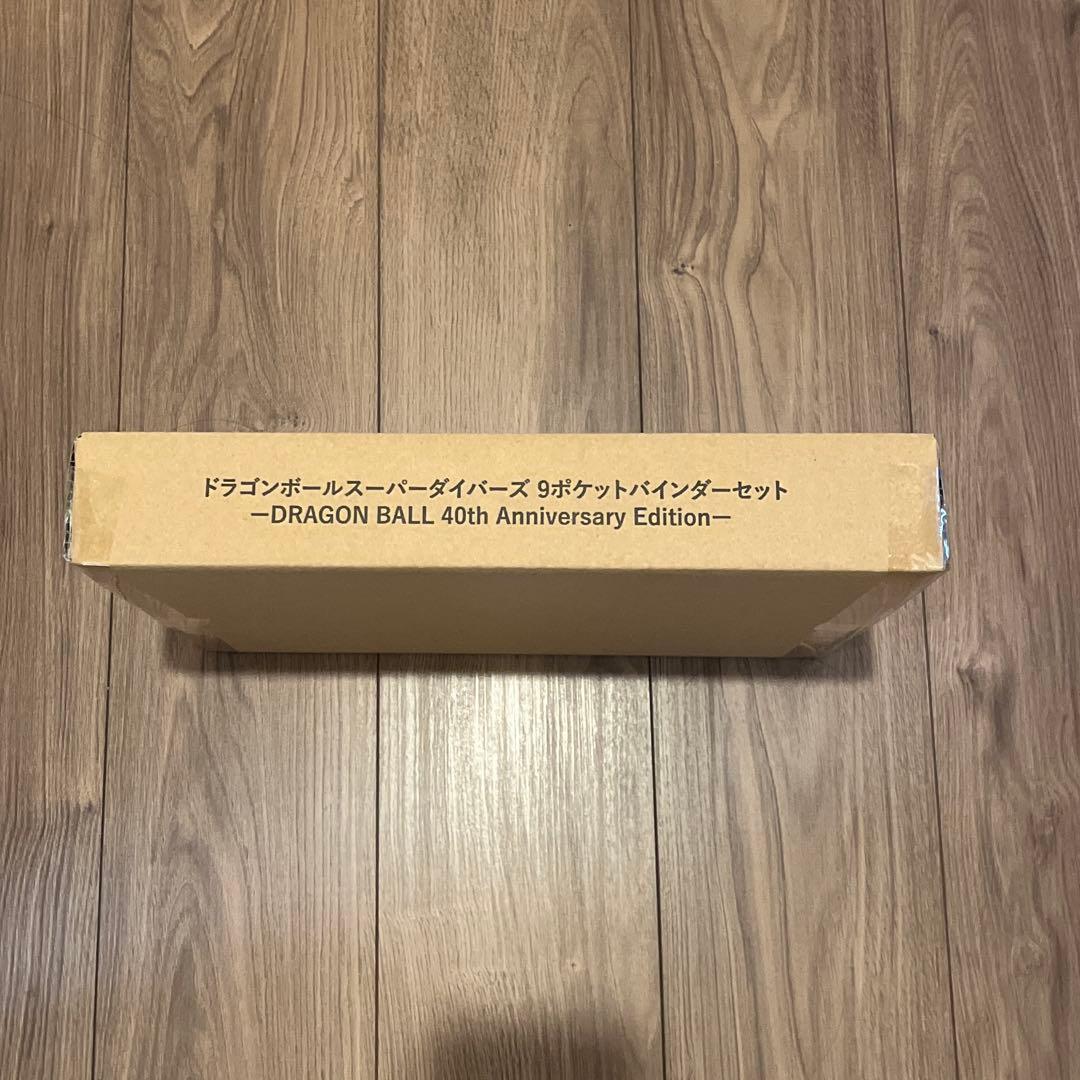 ドラゴンボールスーパーダイバーズ 9ポケットバインダーセット
ーDRAGON BALL 40th Anniversary Editionー